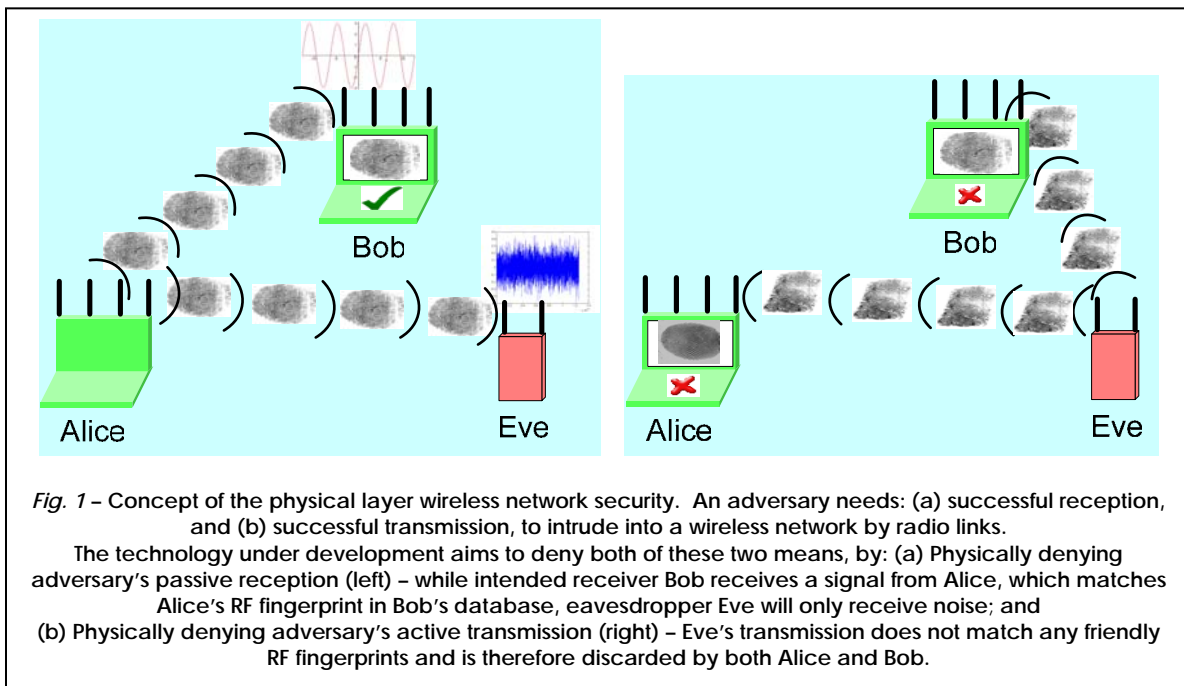 Bob
Alice
Eve
Bob
Alice
Eve
Fig. 1 – Concept of the physical layer wireless network security. An adversary needs: (a) successful reception,
and (b) successful transmission, to intrude into a wireless network by radio links.
The technology under development aims to deny both of these two means, by: (a) Physically denying
adversary's passive reception (left) – while intended receiver Bob receives a signal from Alice, which matches
Alice's RF fingerprint in Bob's database, eavesdropper Eve will only receive noise; and
(b) Physically denying adversary's active transmission (right) – Eve's transmission does not match any friendly
RF fingerprints and is therefore discarded by both Alice and Bob.